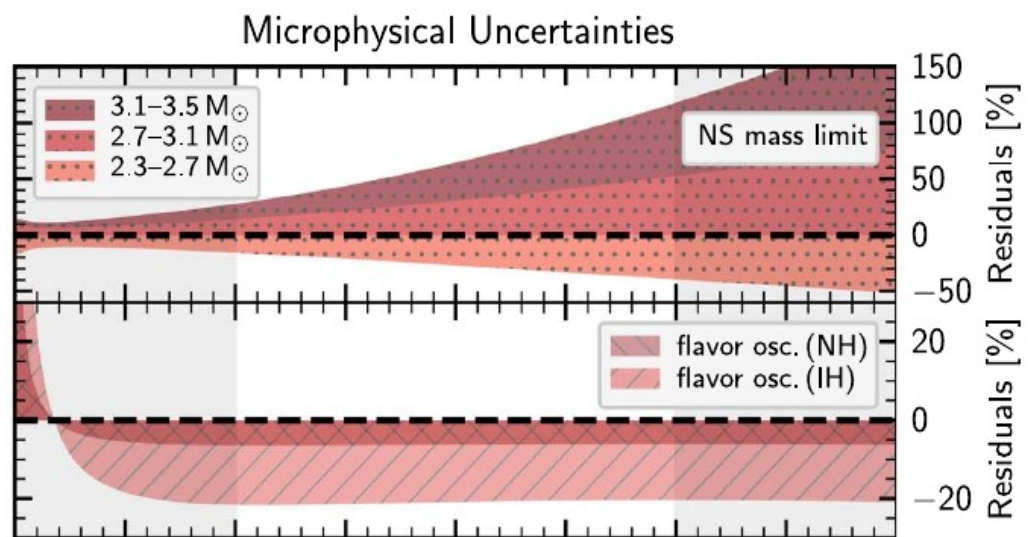 Microphysical Uncertainties
3.1–3.5 M⊙
2.7–3.1 M⊙
2.3–2.7 M⊙
NS mass limit
150
100
50
0
−50
Residuals [%]
flavor osc. (NH)
flavor osc. (IH)
20
0
−20
Residuals [%]